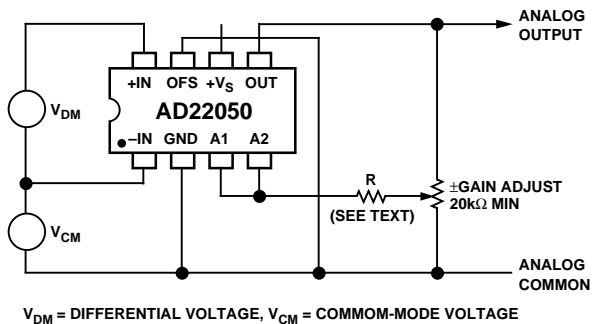 ANALOG
OUTPUT
+IN OFS +VS OUT
AD22050
–IN GND A1 A2
VDM
VCM
R
(SEE TEXT)
±GAIN ADJUST
20kΩ MIN
ANALOG
COMMON
VDM = DIFFERENTIAL VOLTAGE, VCM = COMMOM-MODE VOLTAGE